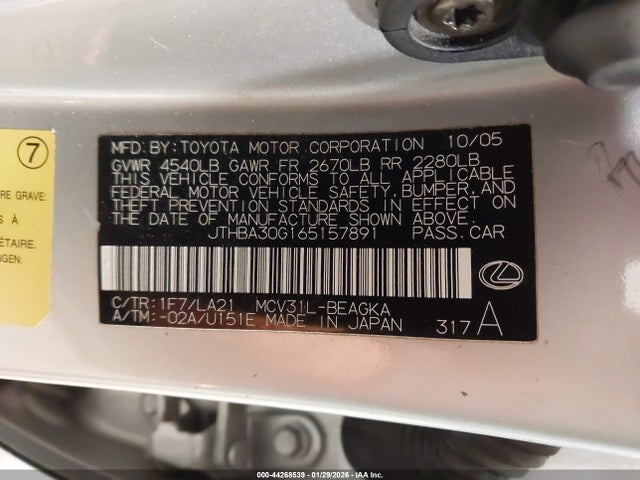 MFD.BY:TOYOTA MOTOR CORPORATION 10/05
GVWR 4540LB GAWR FR 2670LB RR 2280LB
THIS VEHICLE CONFORMS TO ALL APPLICABLE
FEDERAL MOTOR VEHICLE SAFETY, BUMPER, AND
THEFT PREVENTION STANDARDS IN EFFECT ON
THE DATE OF MANUFACTURE SHOWN ABOVE.
JTHBA30G165157891 PASS.CAR
C/TR:1F7/LA21 MCV31L-BEAGKA
A/TM:-02A/U151E MADE IN JAPAN 317A
7
RE GRAVE:
S À
ÉTAIRE.
NGEN:
000-44268539 - 01/29/2026 - IAA Inc.